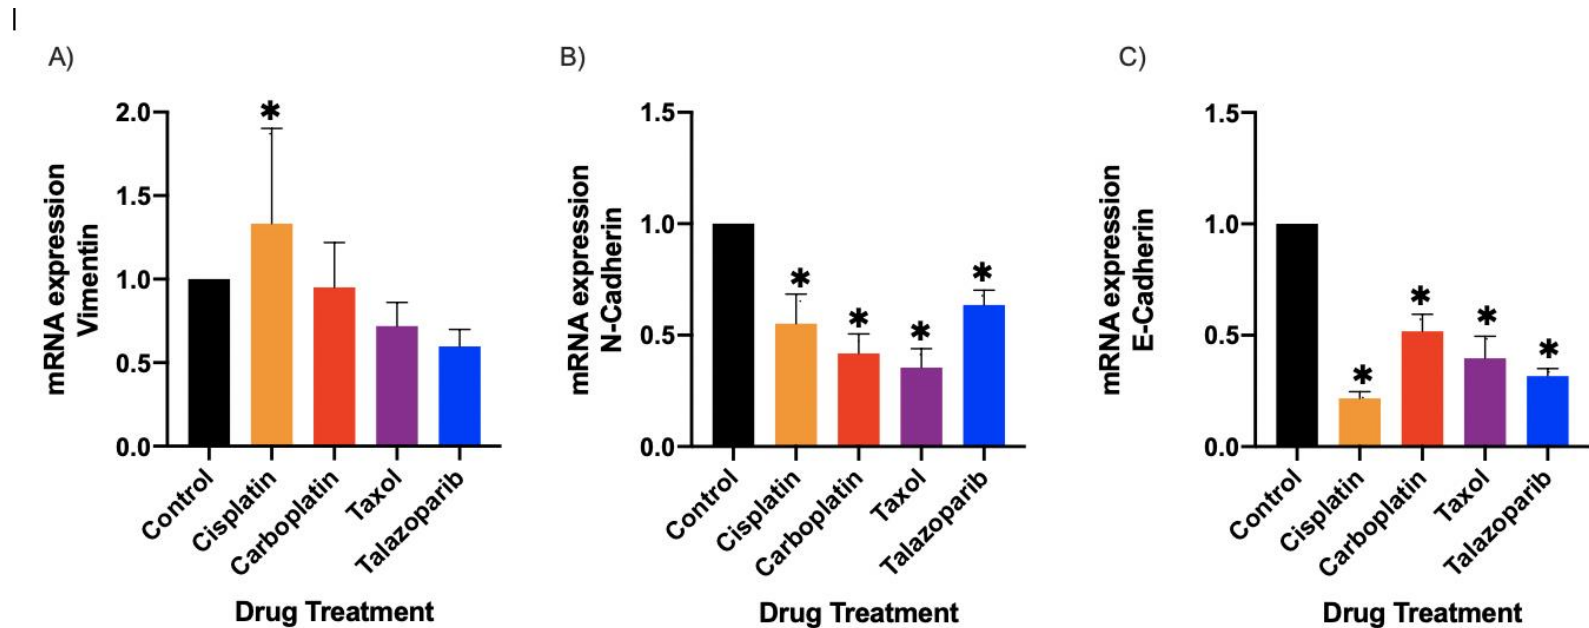 A)
mRNA expression
Vimentin
2.0
1.5
1.0
0.5
0.0
*
Control
Cisplatin
Carboplatin
Taxol
Talazoparib
Drug Treatment
B)
mRNA expression
N-Cadherin
1.5
1.0
0.5
0.0
*
*
*
*
Control
Cisplatin
Carboplatin
Taxol
Talazoparib
Drug Treatment
C)
mRNA expression
E-Cadherin
1.5
1.0
0.5
0.0
*
*
*
*
Control
Cisplatin
Carboplatin
Taxol
Talazoparib
Drug Treatment